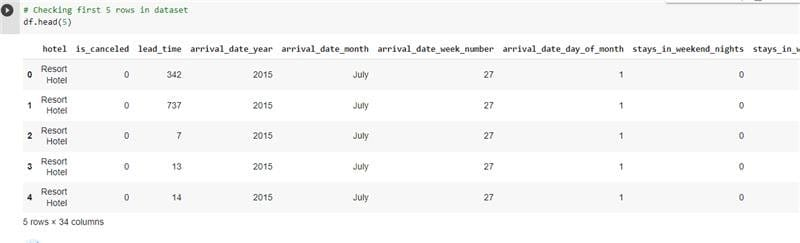 # Checking first 5 rows in dataset
df.head(5)
hotel is_canceled lead_time arrival_date_year arrival_date_month arrival_date_week_number arrival_date_day_of_month stays_in_weekend_nights stays_in_w
0 Resort Hotel 0 342 2015 July 27 1 0
1 Resort Hotel 0 737 2015 July 27 1 0
2 Resort Hotel 0 7 2015 July 27 1 0
3 Resort Hotel 0 13 2015 July 27 1 0
4 Resort Hotel 0 14 2015 July 27 1 0
5 rows × 34 columns